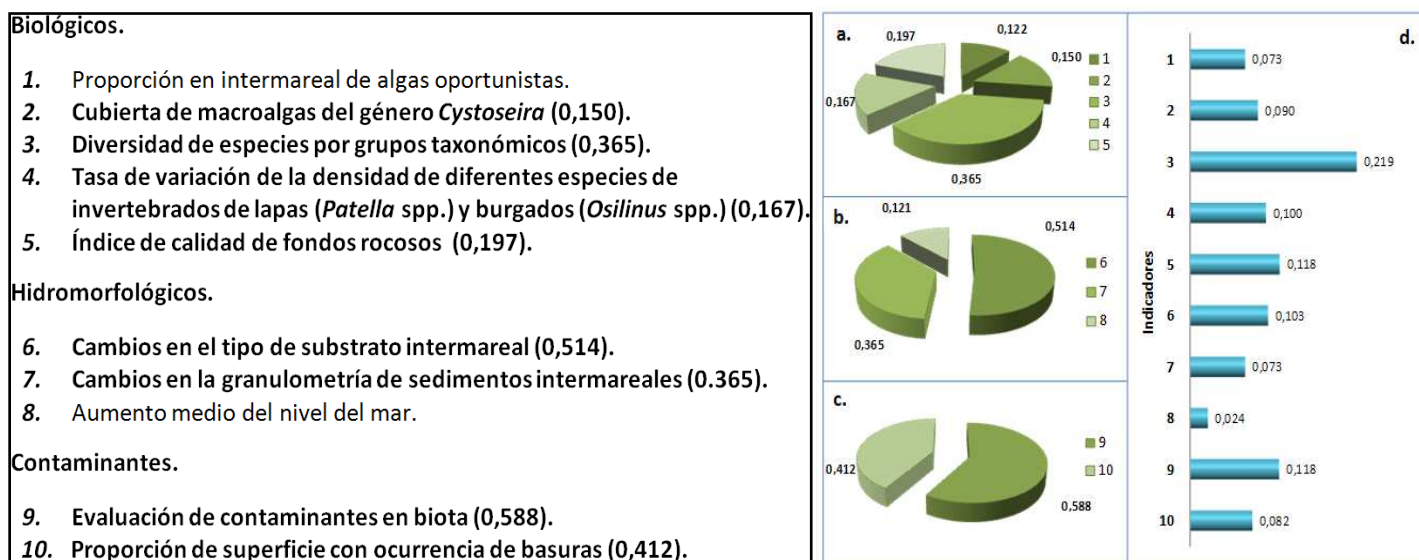 Biológicos.
1. Proporción en intermareal de algas oportunistas.
2. Cubierta de macroalgas del género Cystoseira (0,150).
3. Diversidad de especies por grupos taxonómicos (0,365).
4. Tasa de variación de la densidad de diferentes especies de
invertebrados de lapas (Patella spp.) y burgados (Osilinus spp.) (0,167).
5. Índice de calidad de fondos rocosos (0,197).
Hidromorfológicos.
6. Cambios en el tipo de substrato intermareal (0,514).
7. Cambios en la granulometría de sedimentos intermareales (0.365).
8. Aumento medio del nivel del mar.
Contaminantes.
9. Evaluación de contaminantes en biota (0,588).
10. Proporción de superficie con ocurrencia de basuras (0,412).
a.
0,197
0,122
0,150
0,167
0,365
1
2
3
4
5
b.
0,121
0,514
0,365
6
7
8
c.
0,412
0,588
9
10
d.
Indicadores
1 0,073
2 0,090
3 0,219
4 0,100
5 0,118
6 0,103
7 0,073
8 0,024
9 0,118
10 0,082